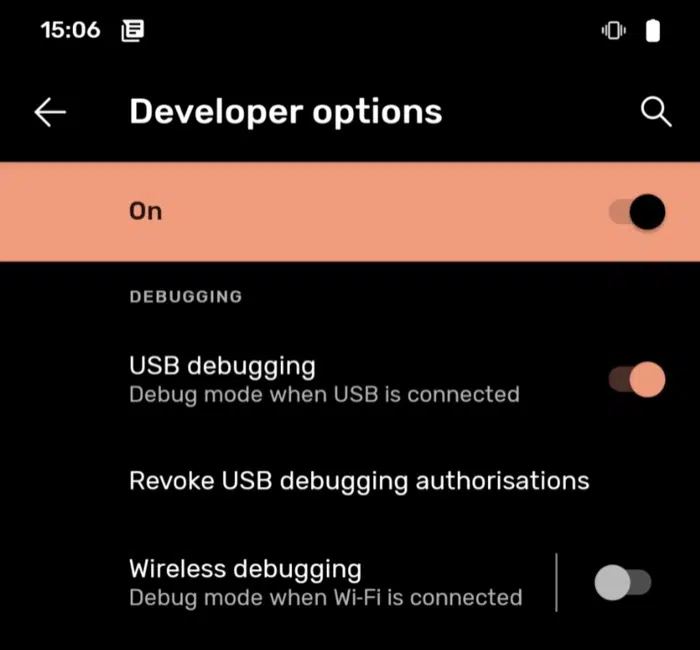 15:06
Developer options
On
DEBUGGING
USB debugging
Debug mode when USB is connected
Revoke USB debugging authorisations
Wireless debugging
Debug mode when Wi-Fi is connected